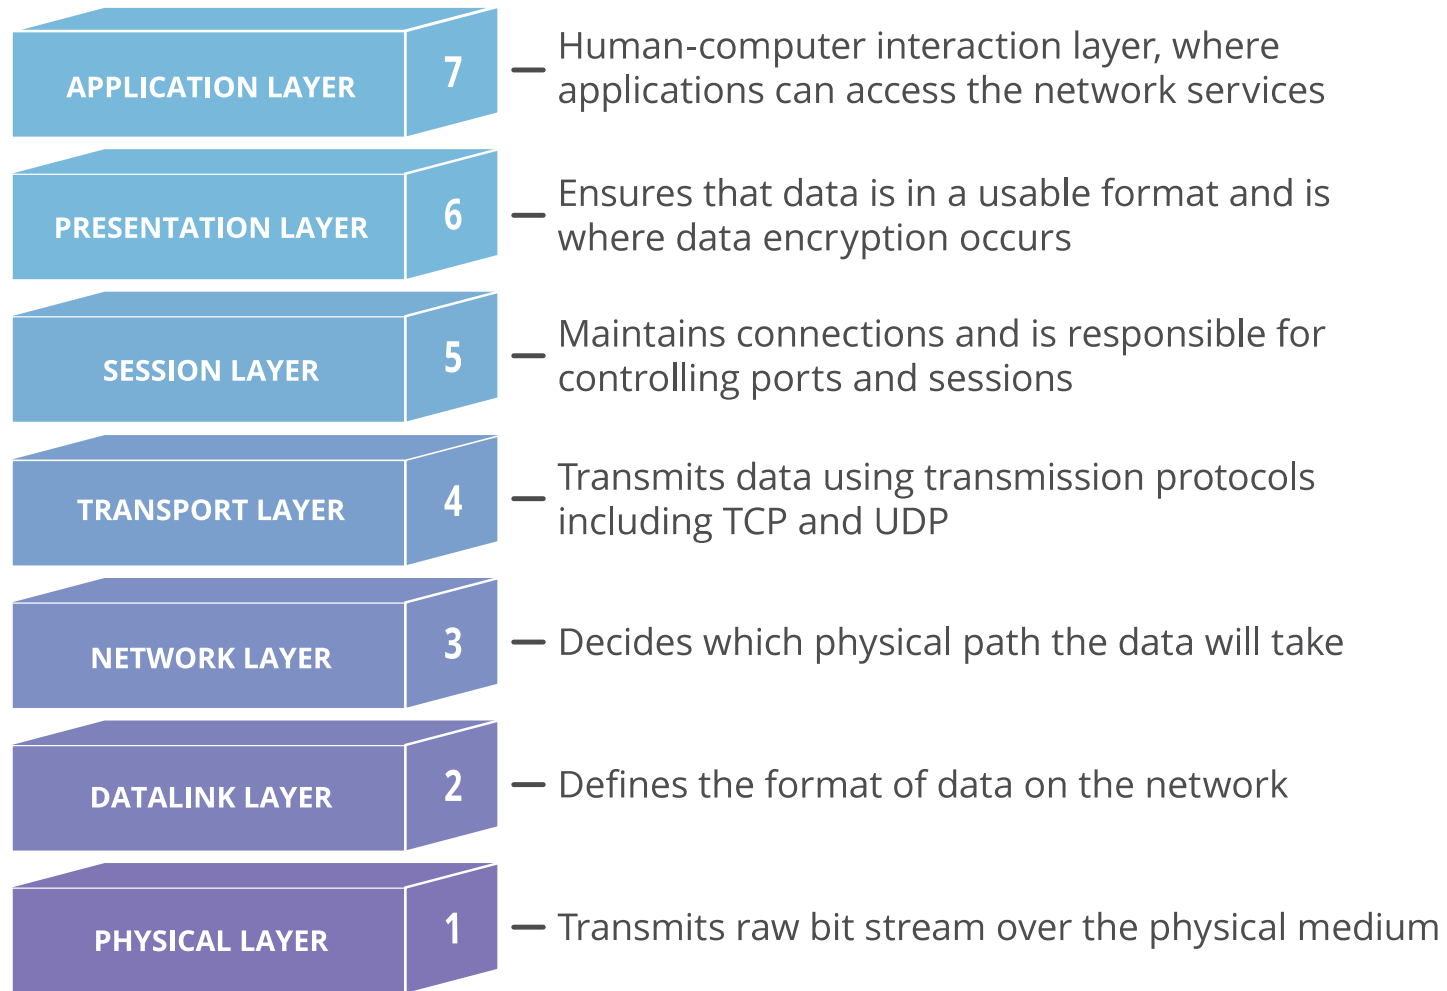 APPLICATION LAYER
7
Human-computer interaction layer, where
applications can access the network services
PRESENTATION LAYER
6
Ensures that data is in a usable format and is
where data encryption occurs
SESSION LAYER
5
Maintains connections and is responsible for
controlling ports and sessions
TRANSPORT LAYER
4
Transmits data using transmission protocols
including TCP and UDP
NETWORK LAYER
3
Decides which physical path the data will take
DATALINK LAYER
2
Defines the format of data on the network
PHYSICAL LAYER
1
Transmits raw bit stream over the physical medium